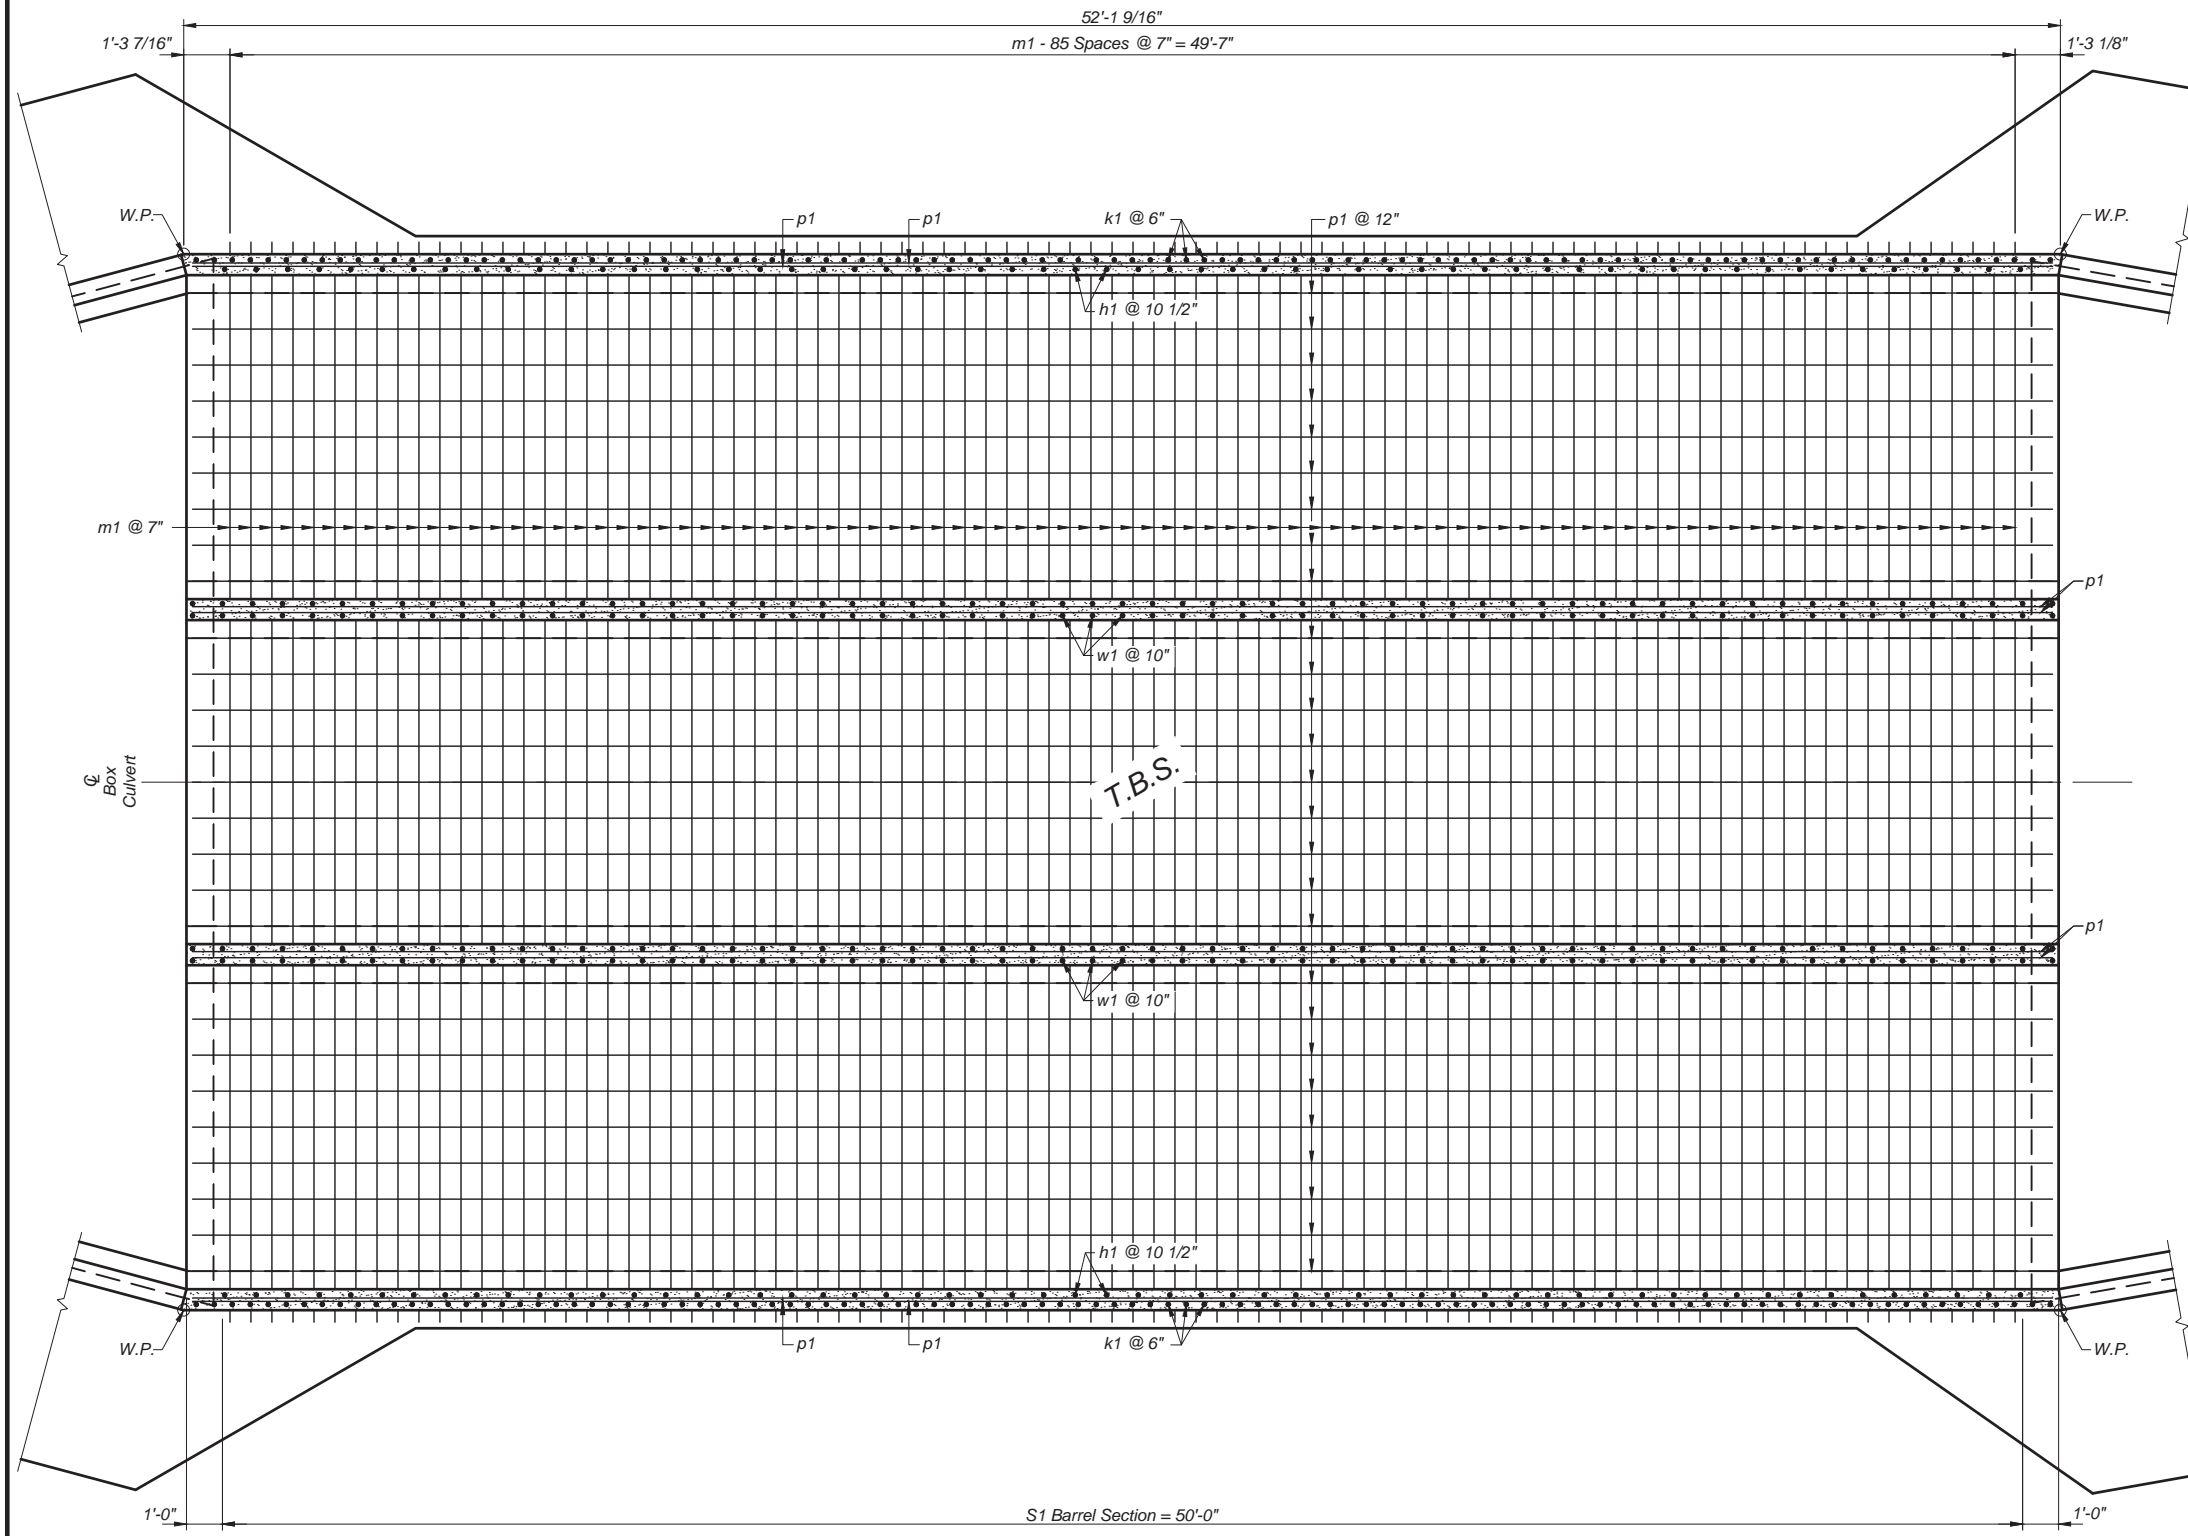 52'-1 9/16"
1'-3 7/16"
m1 - 85 Spaces @ 7" = 49'-7"
1'-3 1/8"
W.P.
p1
p1
k1 @ 6"
p1 @ 12"
W.P.
h1 @ 10 1/2"
m1 @ 7"
p1
w1 @ 10"
℄
Box
Culvert
T.B.S.
p1
w1 @ 10"
h1 @ 10 1/2"
W.P.
p1
p1
k1 @ 6"
W.P.
1'-0"
S1 Barrel Section = 50'-0"
1'-0"